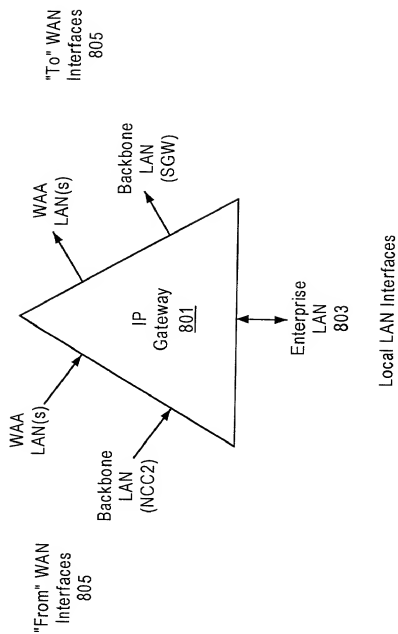 "From" WAN
Interfaces
805
WAA
LAN(s)
Backbone
LAN
(NCC2)
IP
Gateway
801
WAA
LAN(s)
Backbone
LAN
(SGW)
"To" WAN
Interfaces
805
Enterprise
LAN
803
Local LAN Interfaces